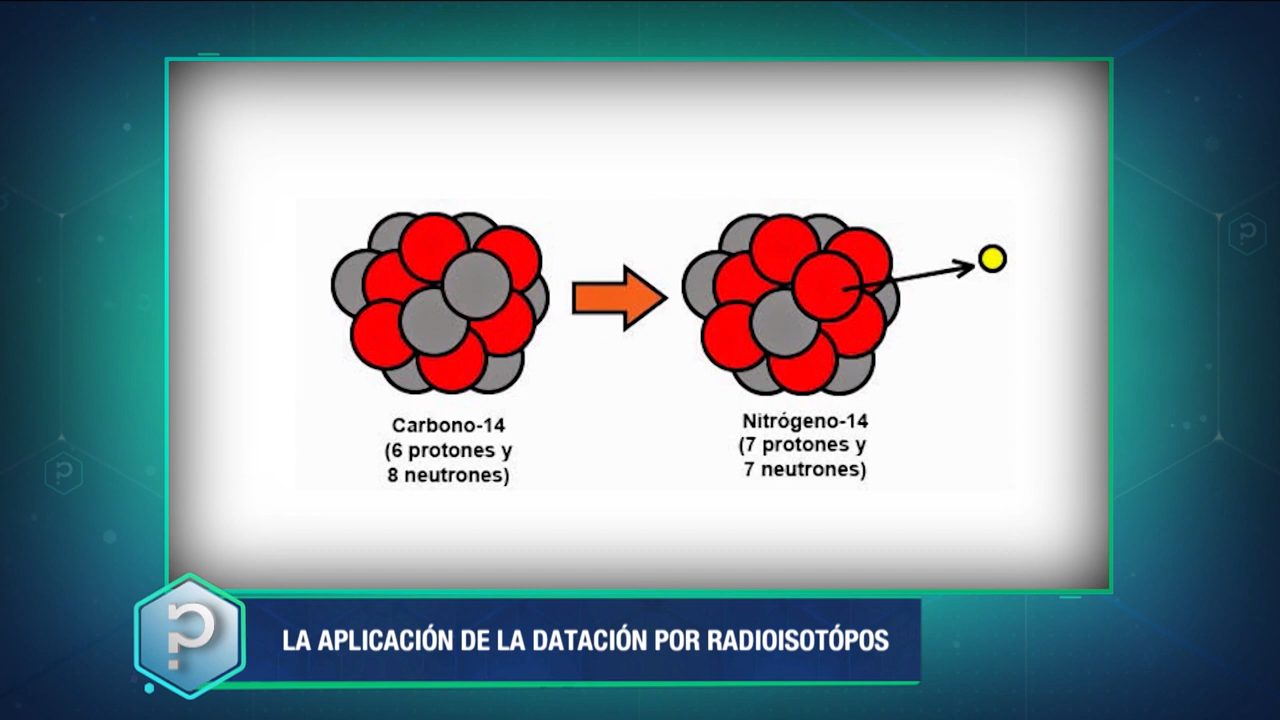 Carbono-14
(6 protones y
8 neutrones)
Nitrógeno-14
(7 protones y
7 neutrones)
LA APLICACIÓN DE LA DATACIÓN POR RADIOISOTÓPOS